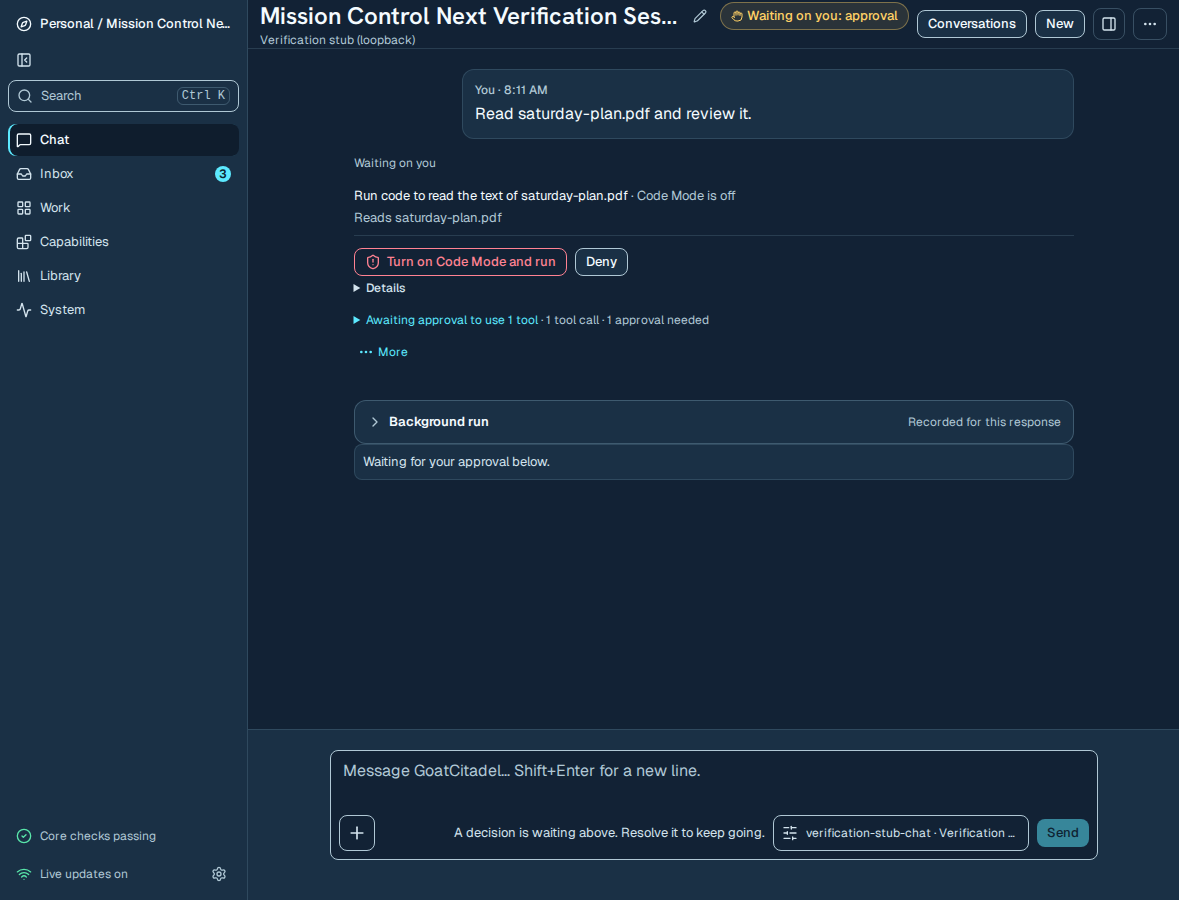 Personal / Mission Control Ne...
Search Ctrl K
Chat
Inbox 3
Work
Capabilities
Library
System
Core checks passing
Live updates on
Mission Control Next Verification Ses...
Verification stub (loopback)
Waiting on you: approval
Conversations
New
You · 8:11 AM
Read saturday-plan.pdf and review it.
Waiting on you
Run code to read the text of saturday-plan.pdf · Code Mode is off
Reads saturday-plan.pdf
Turn on Code Mode and run
Deny
Details
Awaiting approval to use 1 tool · 1 tool call · 1 approval needed
More
Background run Recorded for this response
Waiting for your approval below.
Message GoatCitadel... Shift+Enter for a new line.
A decision is waiting above. Resolve it to keep going.
verification-stub-chat · Verification ...
Send